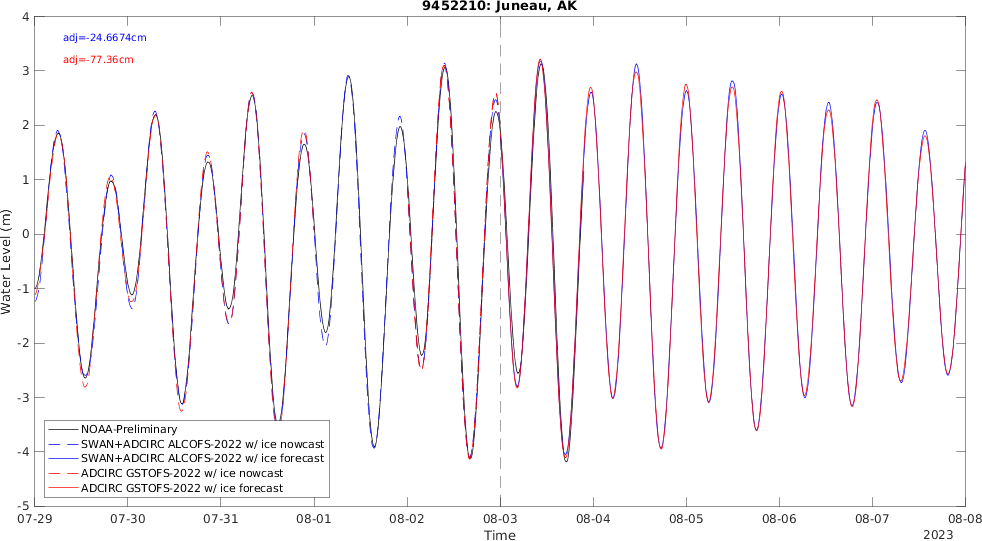 9452210: Juneau, AK
adj=-24.6674cm
adj=-77.36cm
4
3
2
1
0
-1
-2
-3
-4
-5
Water Level (m)
NOAA-Preliminary
SWAN+ADCIRC ALCOFS-2022 w/ ice nowcast
SWAN+ADCIRC ALCOFS-2022 w/ ice forecast
ADCIRC GSTOFS-2022 w/ ice nowcast
ADCIRC GSTOFS-2022 w/ ice forecast
07-29 07-30 07-31 08-01 08-02 08-03 08-04 08-05 08-06 08-07 08-08
Time
2023